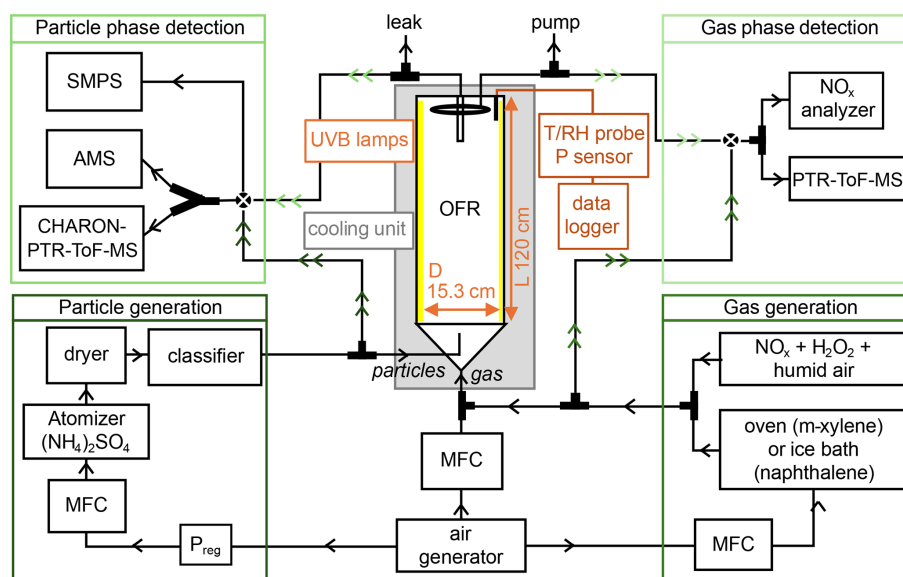 Particle phase detection
leak
pump
Gas phase detection
SMPS
AMS
CHARON-
PTR-ToF-MS
UVB lamps
cooling unit
OFR
D
15.3 cm
L 120 cm
T/RH probe
P sensor
data
logger
NOₓ
analyzer
PTR-ToF-MS
Particle generation
dryer
classifier
Atomizer
(NH₄)₂SO₄
MFC
Preg
particles
gas
MFC
air
generator
Gas generation
NOₓ + H₂O₂ +
humid air
oven (m-xylene)
or ice bath
(naphthalene)
MFC